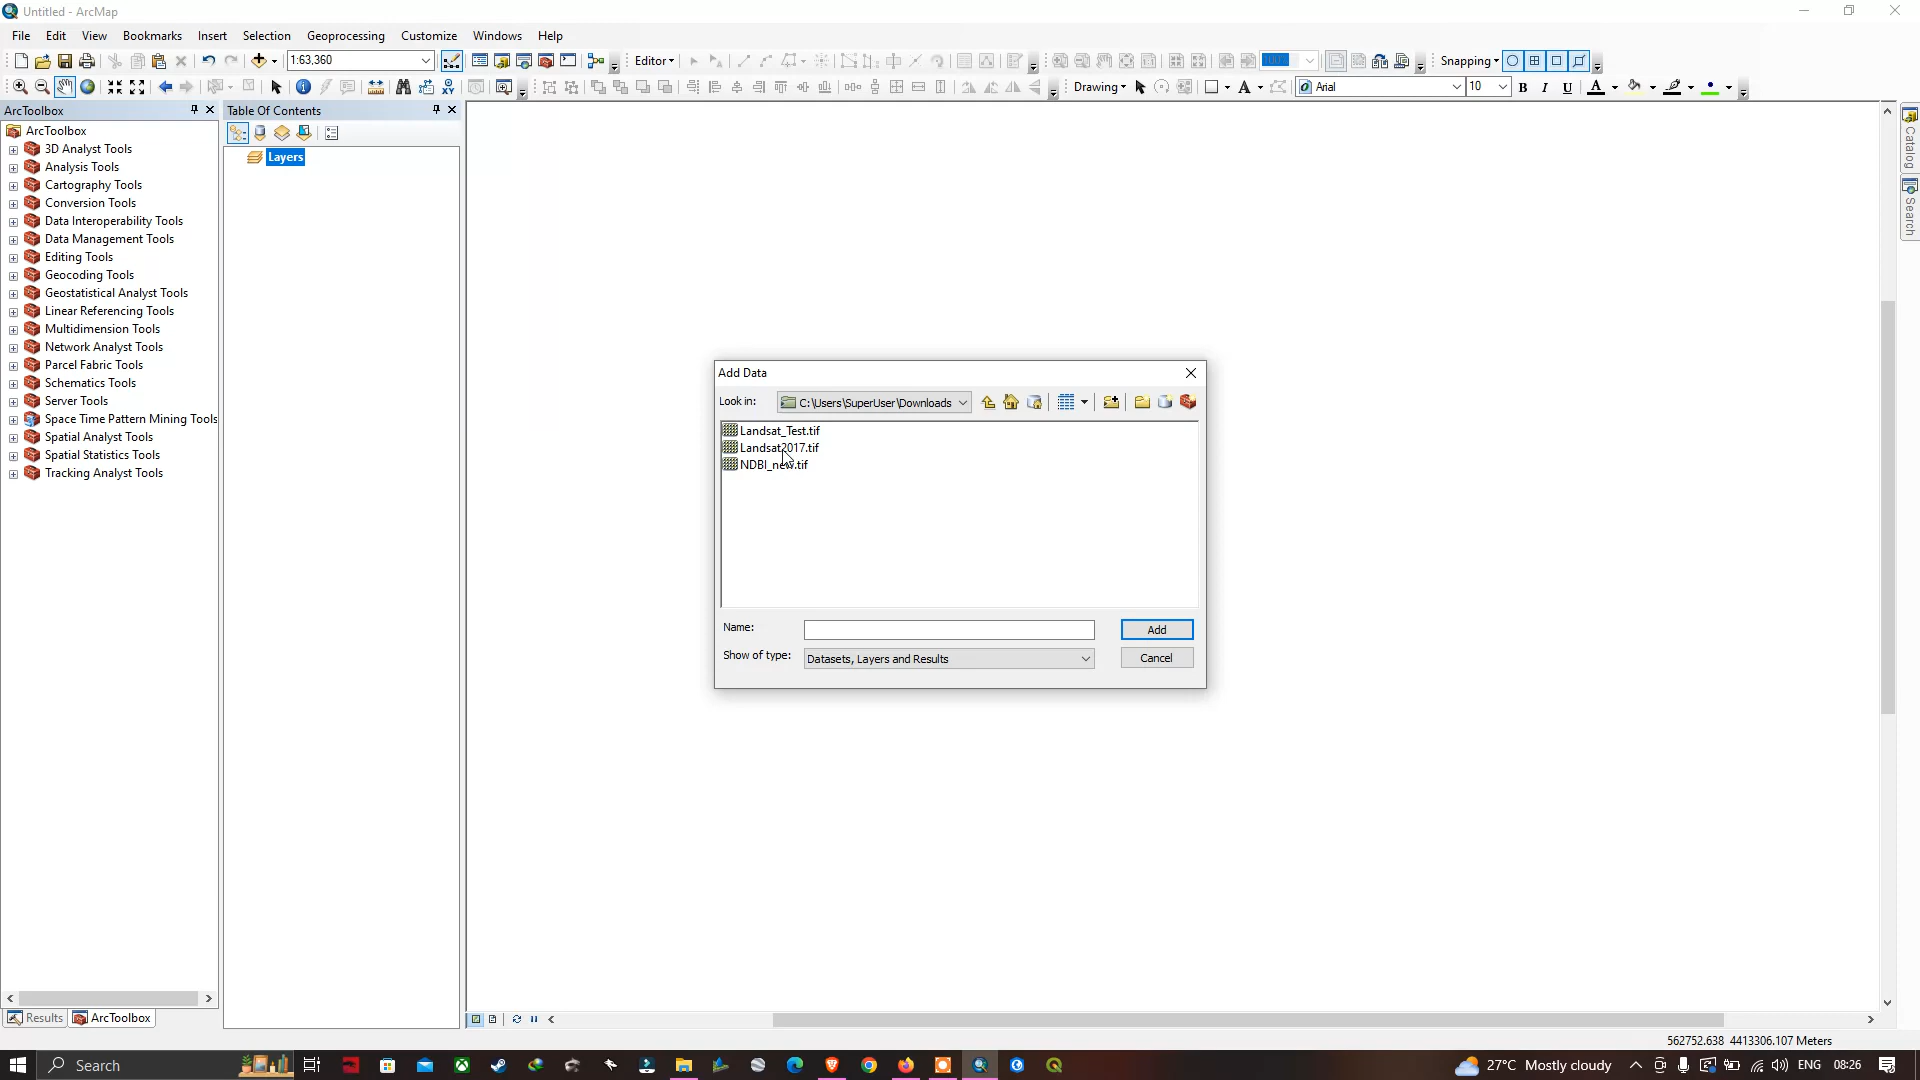 Untitled - ArcMap
File Edit View Bookmarks Insert Selection Geoprocessing Customize Windows Help
1:63,360
Editor
100%
Snapping
Drawing
Arial
10
B I U A
ArcToolbox
ArcToolbox
3D Analyst Tools
Analysis Tools
Cartography Tools
Conversion Tools
Data Interoperability Tools
Data Management Tools
Editing Tools
Geocoding Tools
Geostatistical Analyst Tools
Linear Referencing Tools
Multidimension Tools
Network Analyst Tools
Parcel Fabric Tools
Schematics Tools
Server Tools
Space Time Pattern Mining Tools
Spatial Analyst Tools
Spatial Statistics Tools
Tracking Analyst Tools
Results ArcToolbox
Table Of Contents
Layers
Add Data
Look in: C:\Users\SuperUser\Downloads
Landsat_Test.tif
Landsat2017.tif
NDBI_new.tif
Name:
Add
Show of type: Datasets, Layers and Results
Cancel
Catalog
Search
562752.638 4413306.107 Meters
Search
27°C Mostly cloudy
ENG
08:26